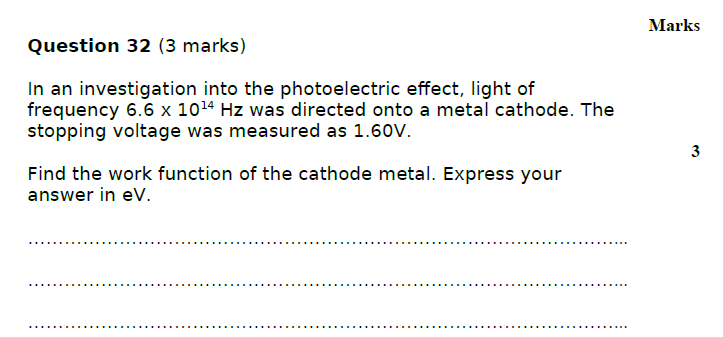 Marks
Question 32 (3 marks)
In an investigation into the photoelectric effect, light of
frequency 6.6 x 10¹⁴ Hz was directed onto a metal cathode. The
stopping voltage was measured as 1.60V.
3
Find the work function of the cathode metal. Express your
answer in eV.